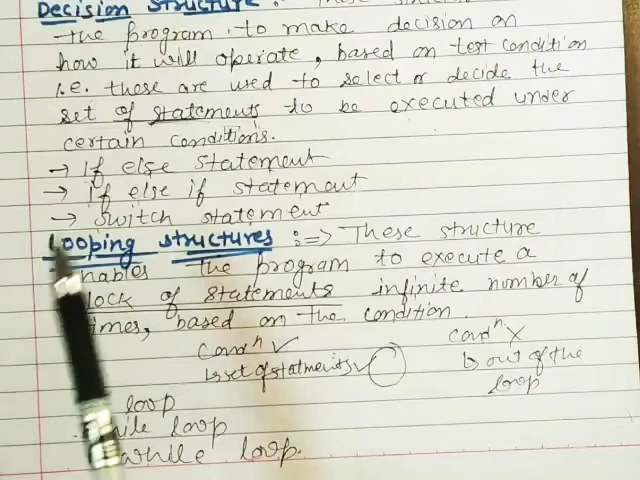 Decision Structure :
the program to make decision on
how it will operate, based on test condition
i.e. these are used to select or decide the
set of statements to be executed under
certain conditions.
→ If else statement
→ if else if statement
→ Switch statement
Looping structures :=> These structure
enables the program to execute a
lock of statements infinite number of
times, based on the condition.
Condⁿ ✓
↳ set of statments ✓
Condⁿ X
↳ out of the
loop
loop
while loop
while loop.